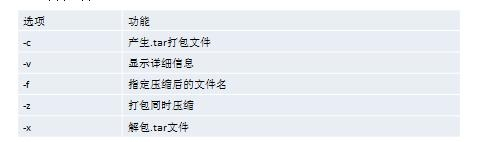 选项 功能
-c 产生.tar打包文件
-v 显示详细信息
-f 指定压缩后的文件名
-z 打包同时压缩
-x 解包.tar文件